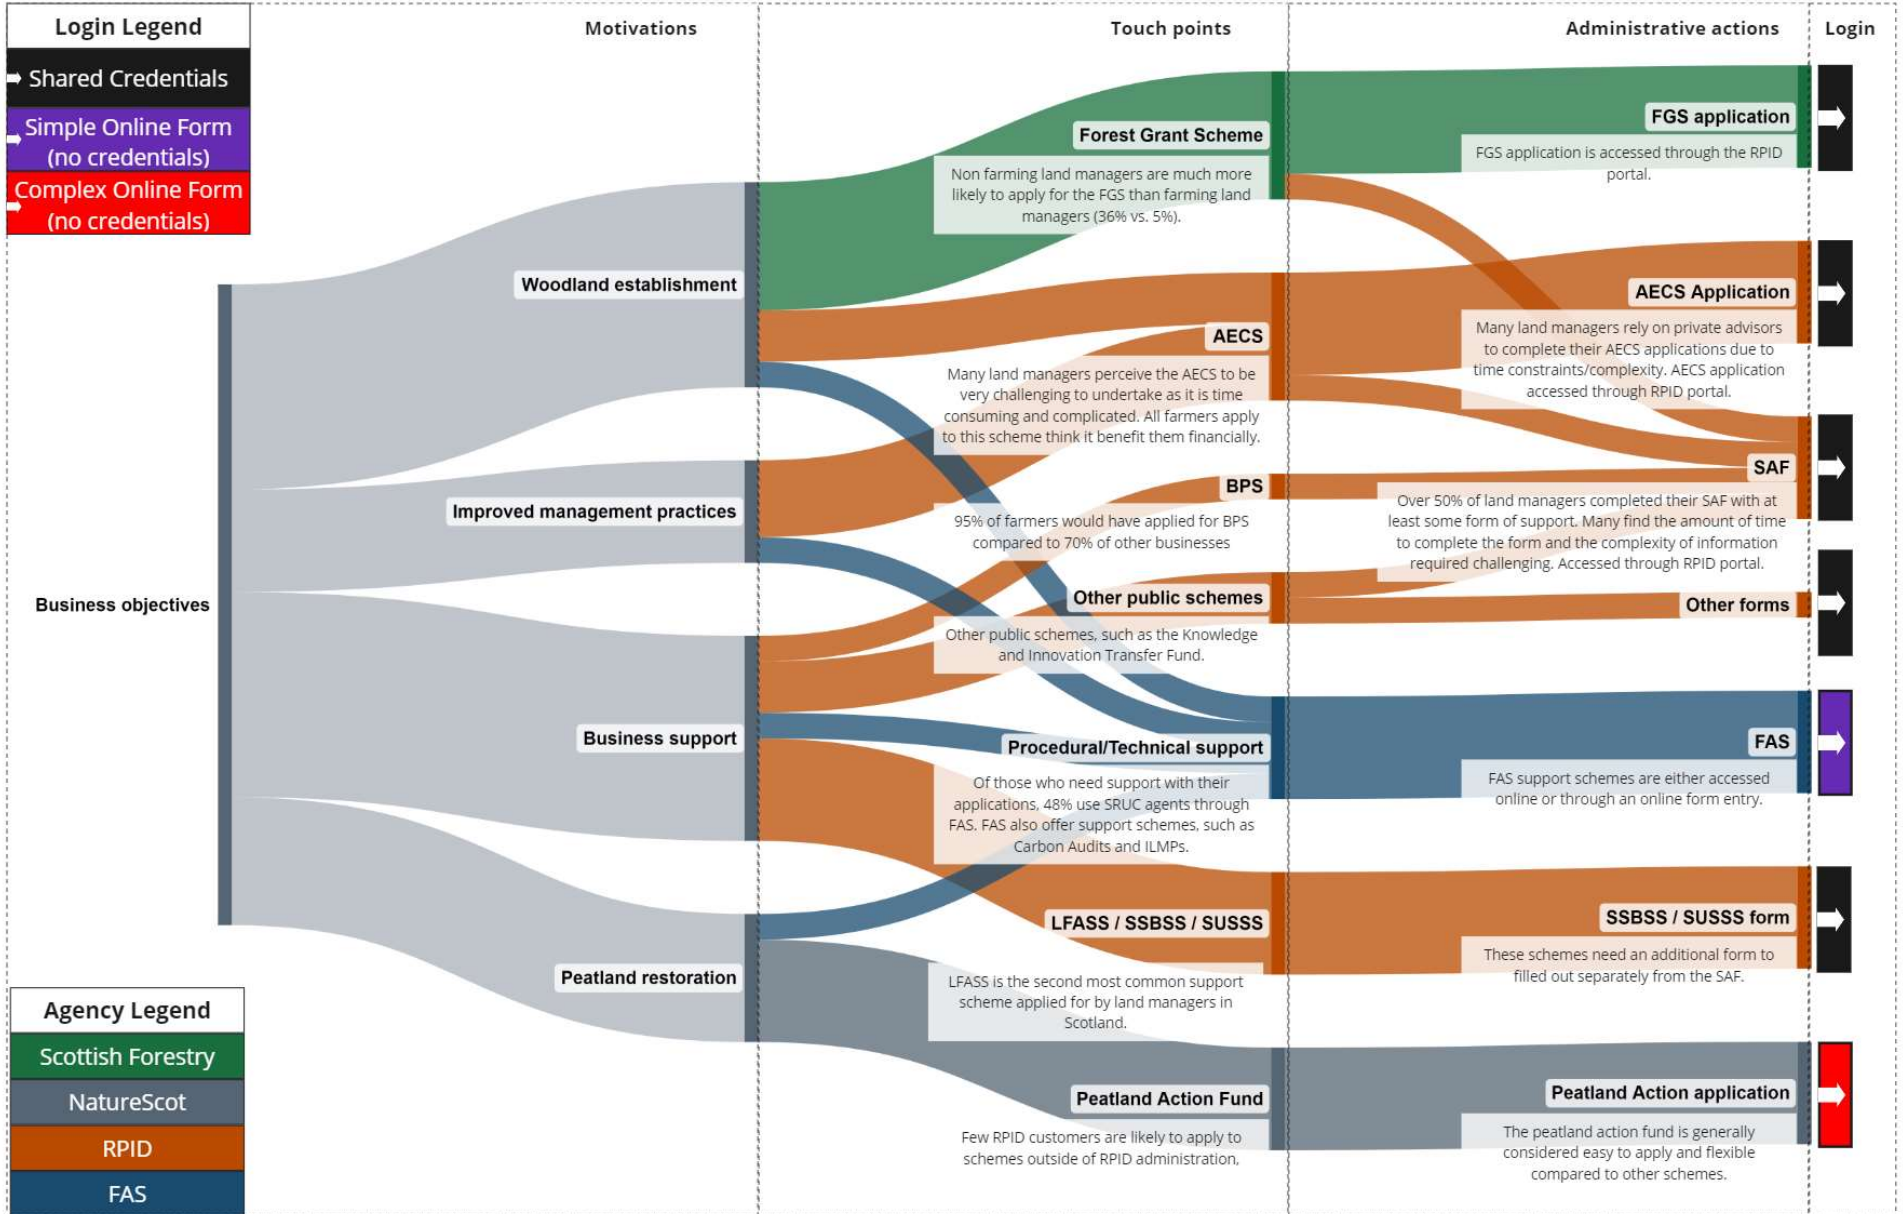 Login Legend
Shared Credentials
Simple Online Form
(no credentials)
Complex Online Form
(no credentials)
Motivations
Touch points
Administrative actions
Login
Business objectives
Woodland establishment
Improved management practices
Business support
Peatland restoration
Forest Grant Scheme
Non farming land managers are much more
likely to apply for the FGS than farming land
managers (36% vs. 5%).
AECS
Many land managers perceive the AECS to be
very challenging to undertake as it is time
consuming and complicated. All farmers apply
to this scheme think it benefit them financially.
BPS
95% of farmers would have applied for BPS
compared to 70% of other businesses
Other public schemes
Other public schemes, such as the Knowledge
and Innovation Transfer Fund.
Procedural/Technical support
Of those who need support with their
applications, 48% use SRUC agents through
FAS. FAS also offer support schemes, such as
Carbon Audits and ILMPs.
LFASS / SSBSS / SUSSS
LFASS is the second most common support
scheme applied for by land managers in
Scotland.
Peatland Action Fund
Few RPID customers are likely to apply to
schemes outside of RPID administration,
FGS application
FGS application is accessed through the RPID
portal.
AECS Application
Many land managers rely on private advisors
to complete their AECS applications due to
time constraints/complexity. AECS application
accessed through RPID portal.
SAF
Over 50% of land managers completed their SAF with at
least some form of support. Many find the amount of time
to complete the form and the complexity of information
required challenging. Accessed through RPID portal.
Other forms
FAS
FAS support schemes are either accessed
online or through an online form entry.
SSBSS / SUSSS form
These schemes need an additional form to
filled out separately from the SAF.
Peatland Action application
The peatland action fund is generally
considered easy to apply and flexible
compared to other schemes.
Agency Legend
Scottish Forestry
NatureScot
RPID
FAS